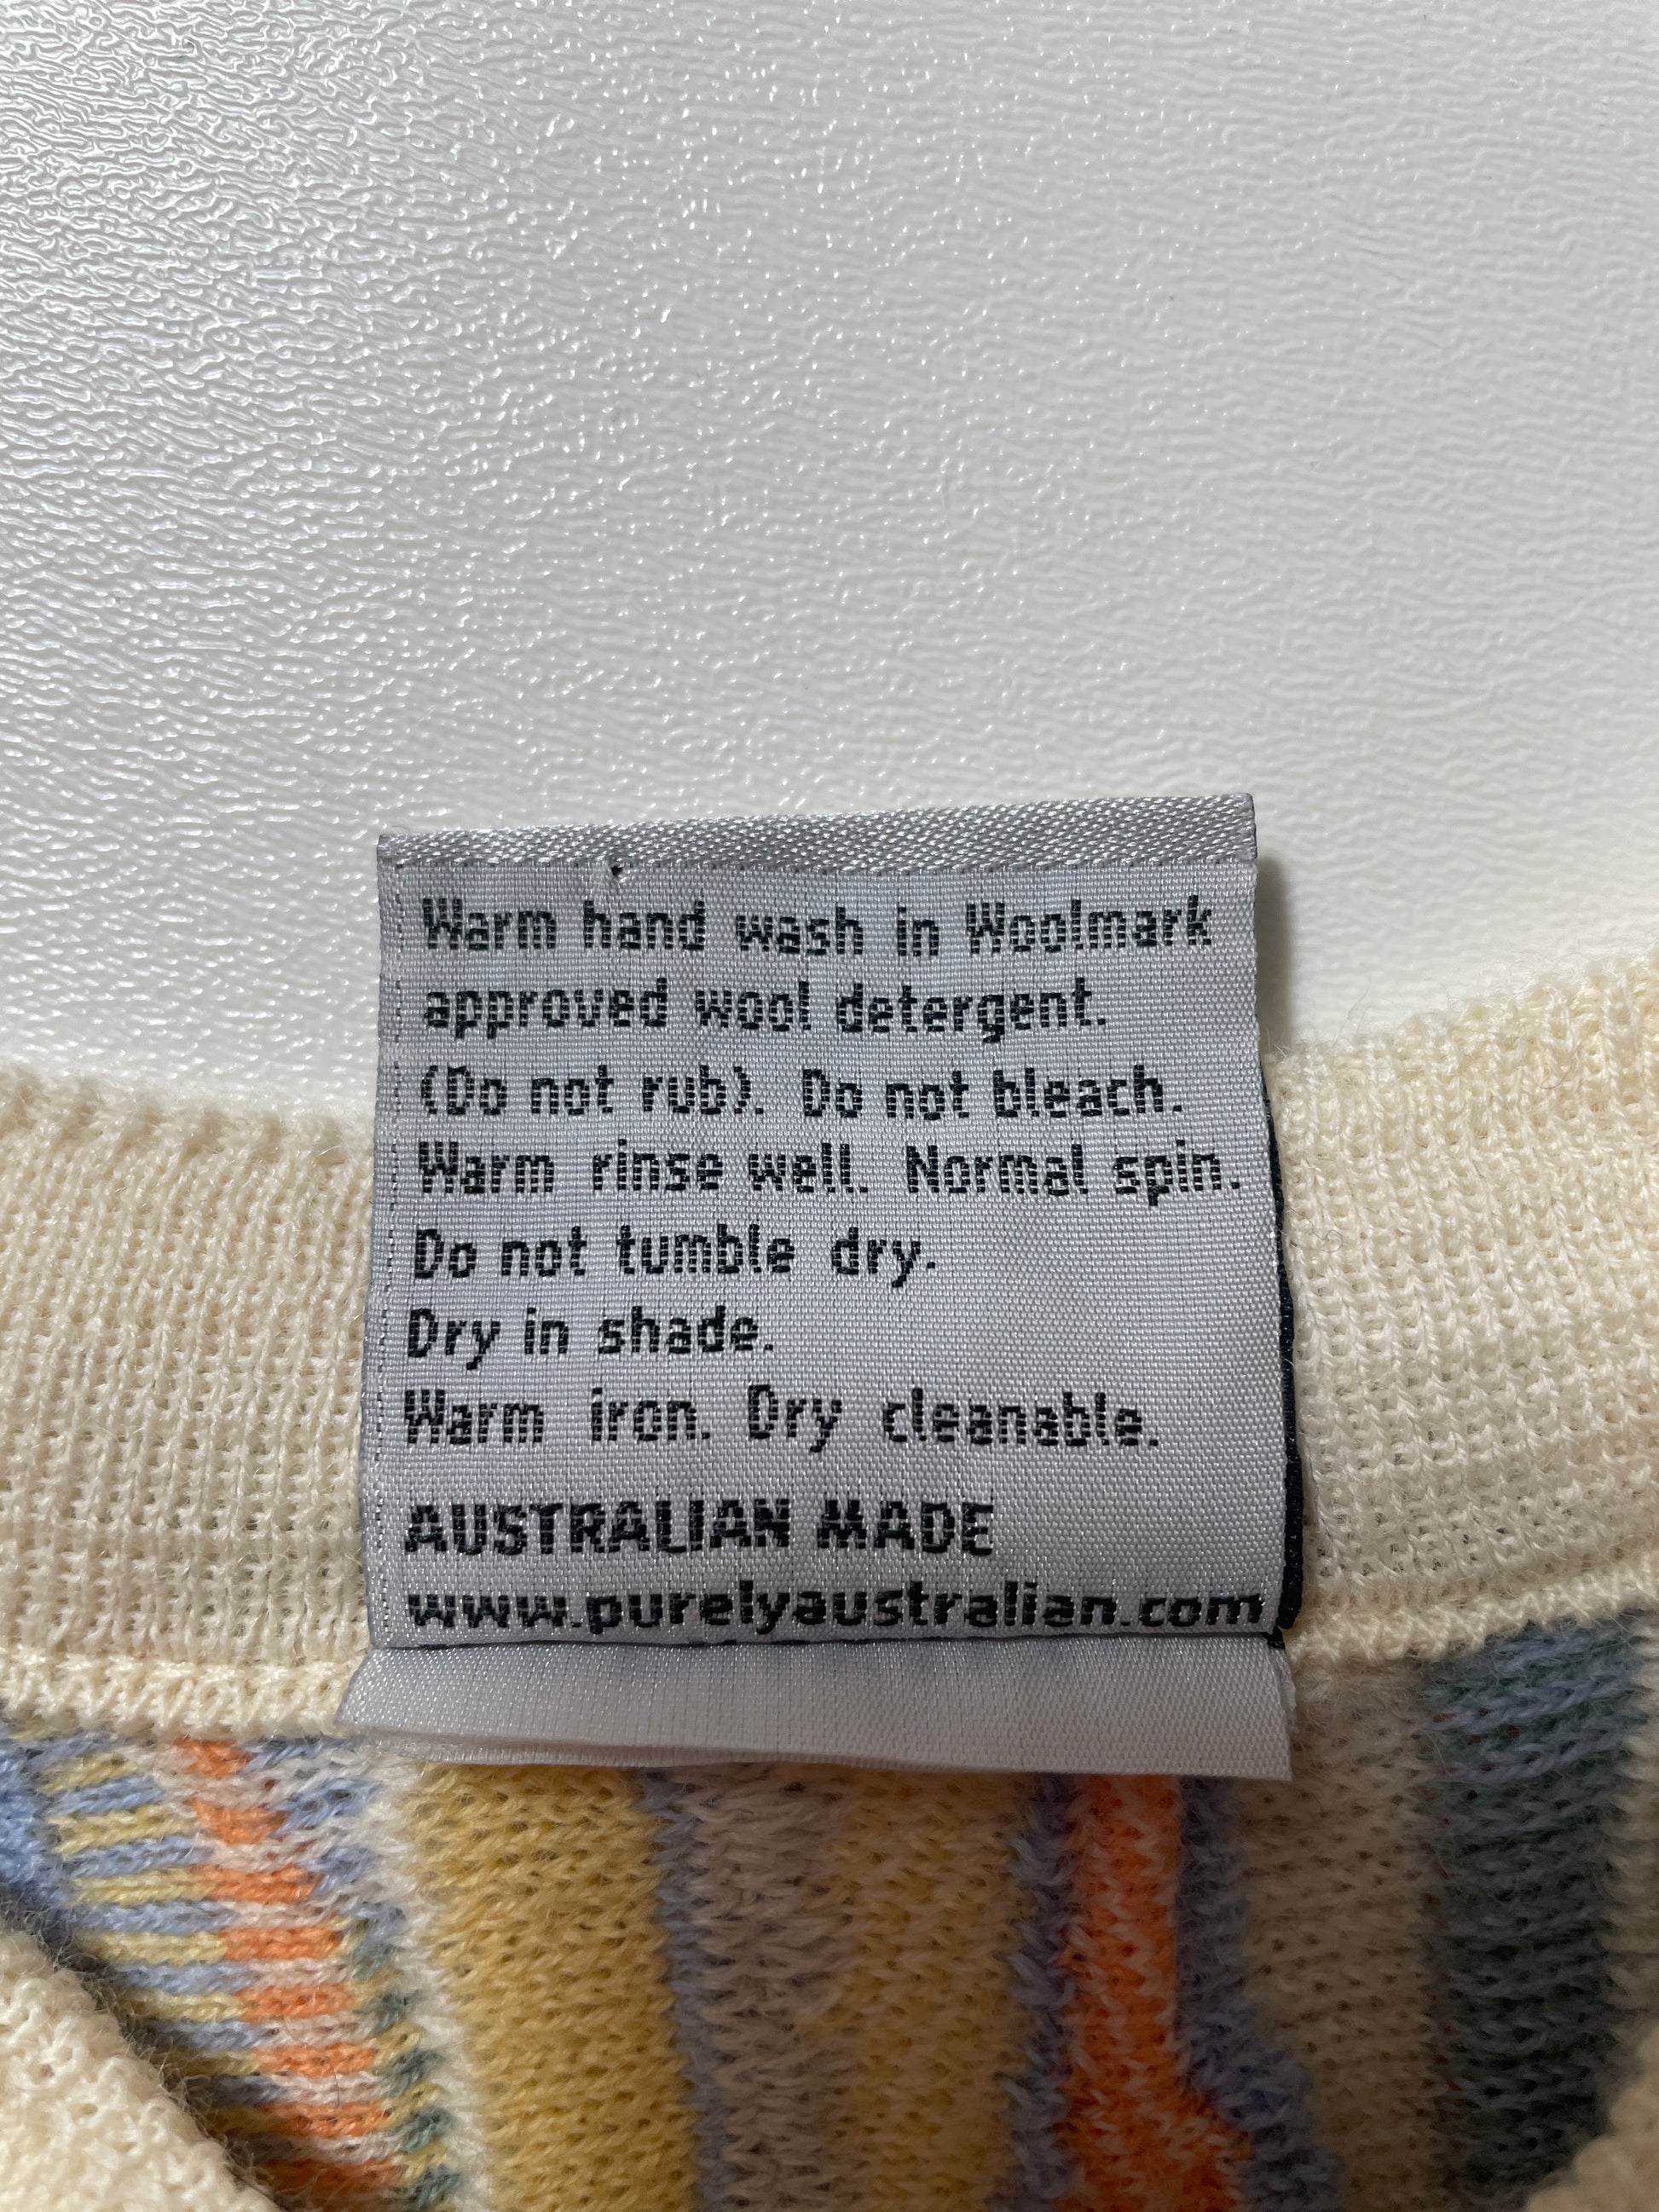 Warm hand wash in Woolmark
approved wool detergent.
(Do not rub). Do not bleach.
Warm rinse well. Normal spin.
Do not tumble dry.
Dry in shade.
Warm iron. Dry cleanable.
AUSTRALIAN MADE
www.purelyaustralian.com